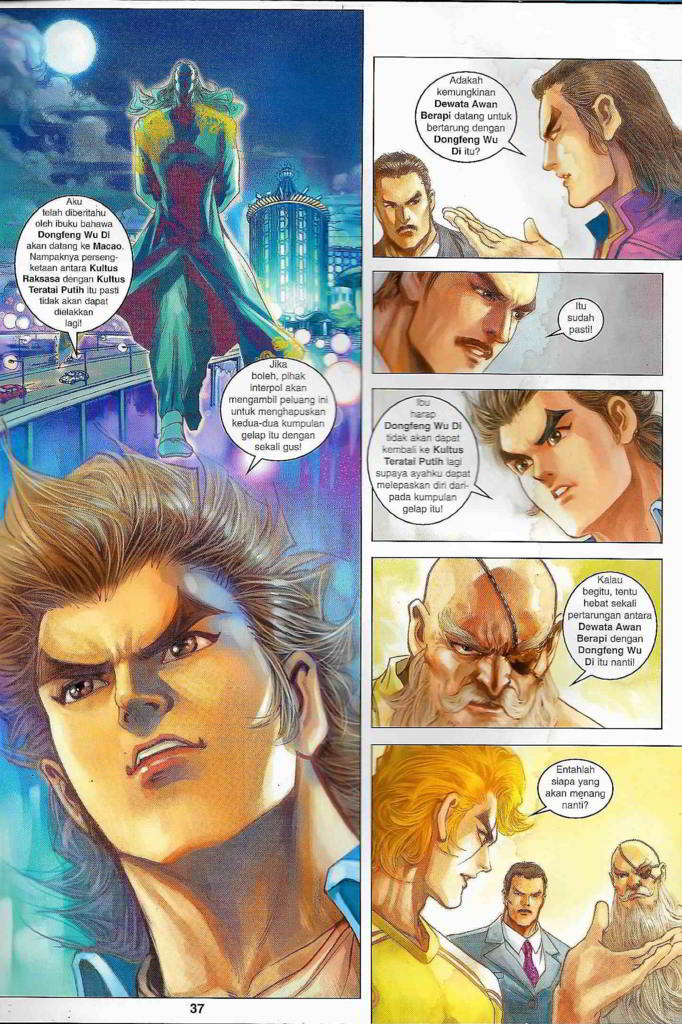 Aku
telah diberitahu
oleh ibuku bahawa
Dongfeng Wu Di
akan datang ke Macao.
Nampaknya perseng-
ketaan antara Kultus
Raksasa dengan Kultus
Teratai Putih itu pasti
tidak akan dapat
dielakkan
lagi!
Jika
boleh, pihak
interpol akan
mengambil peluang ini
untuk menghapuskan
kedua-dua kumpulan
gelap itu dengan
sekali gus!
Adakah
kemungkinan
Dewata Awan
Berapi datang untuk
bertarung dengan
Dongfeng Wu
Di itu?
Itu
sudah
pasti!
Ibu
harap
Dongfeng Wu Di
tidak akan dapat
kembali ke Kultus
Teratai Putih lagi
supaya ayahku dapat
melepaskan diri dari-
pada kumpulan
gelap itu!
Kalau
begitu, tentu
hebat sekali
pertarungan antara
Dewata Awan
Berapi dengan
Dongfeng Wu
Di itu nanti!
Entahlah
siapa yang
akan menang
nanti?
37